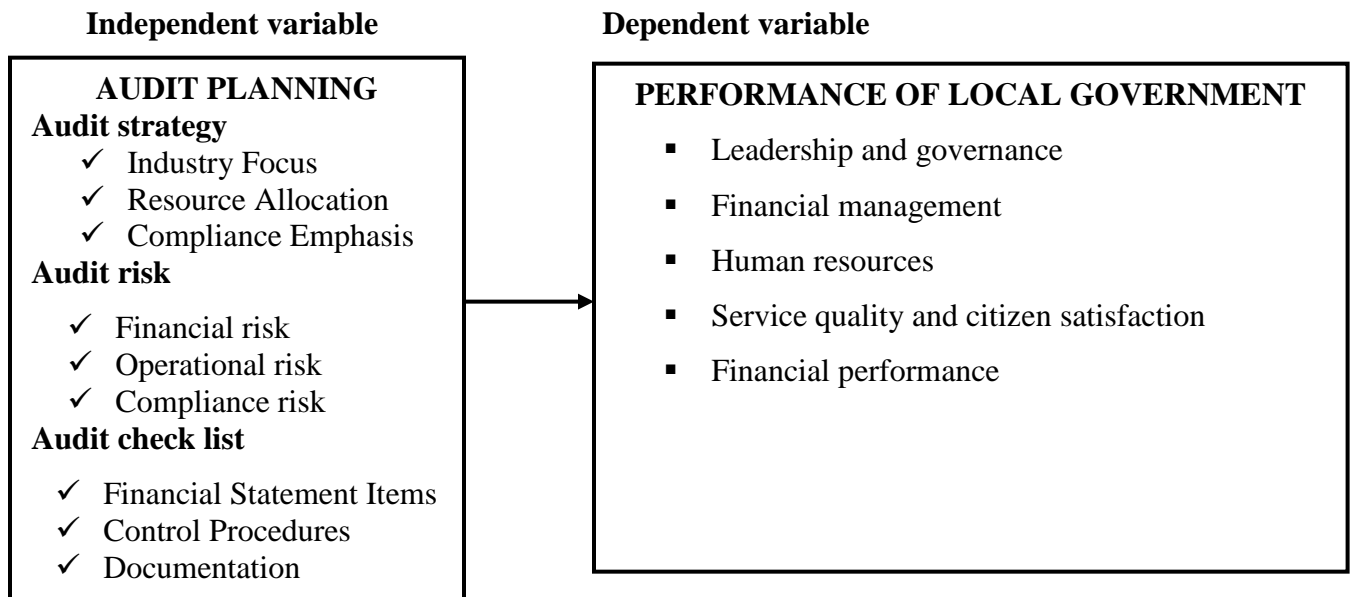 Independent variable
Dependent variable
AUDIT PLANNING
Audit strategy
✓ Industry Focus
✓ Resource Allocation
✓ Compliance Emphasis
Audit risk
✓ Financial risk
✓ Operational risk
✓ Compliance risk
Audit check list
✓ Financial Statement Items
✓ Control Procedures
✓ Documentation
PERFORMANCE OF LOCAL GOVERNMENT
▪ Leadership and governance
▪ Financial management
▪ Human resources
▪ Service quality and citizen satisfaction
▪ Financial performance